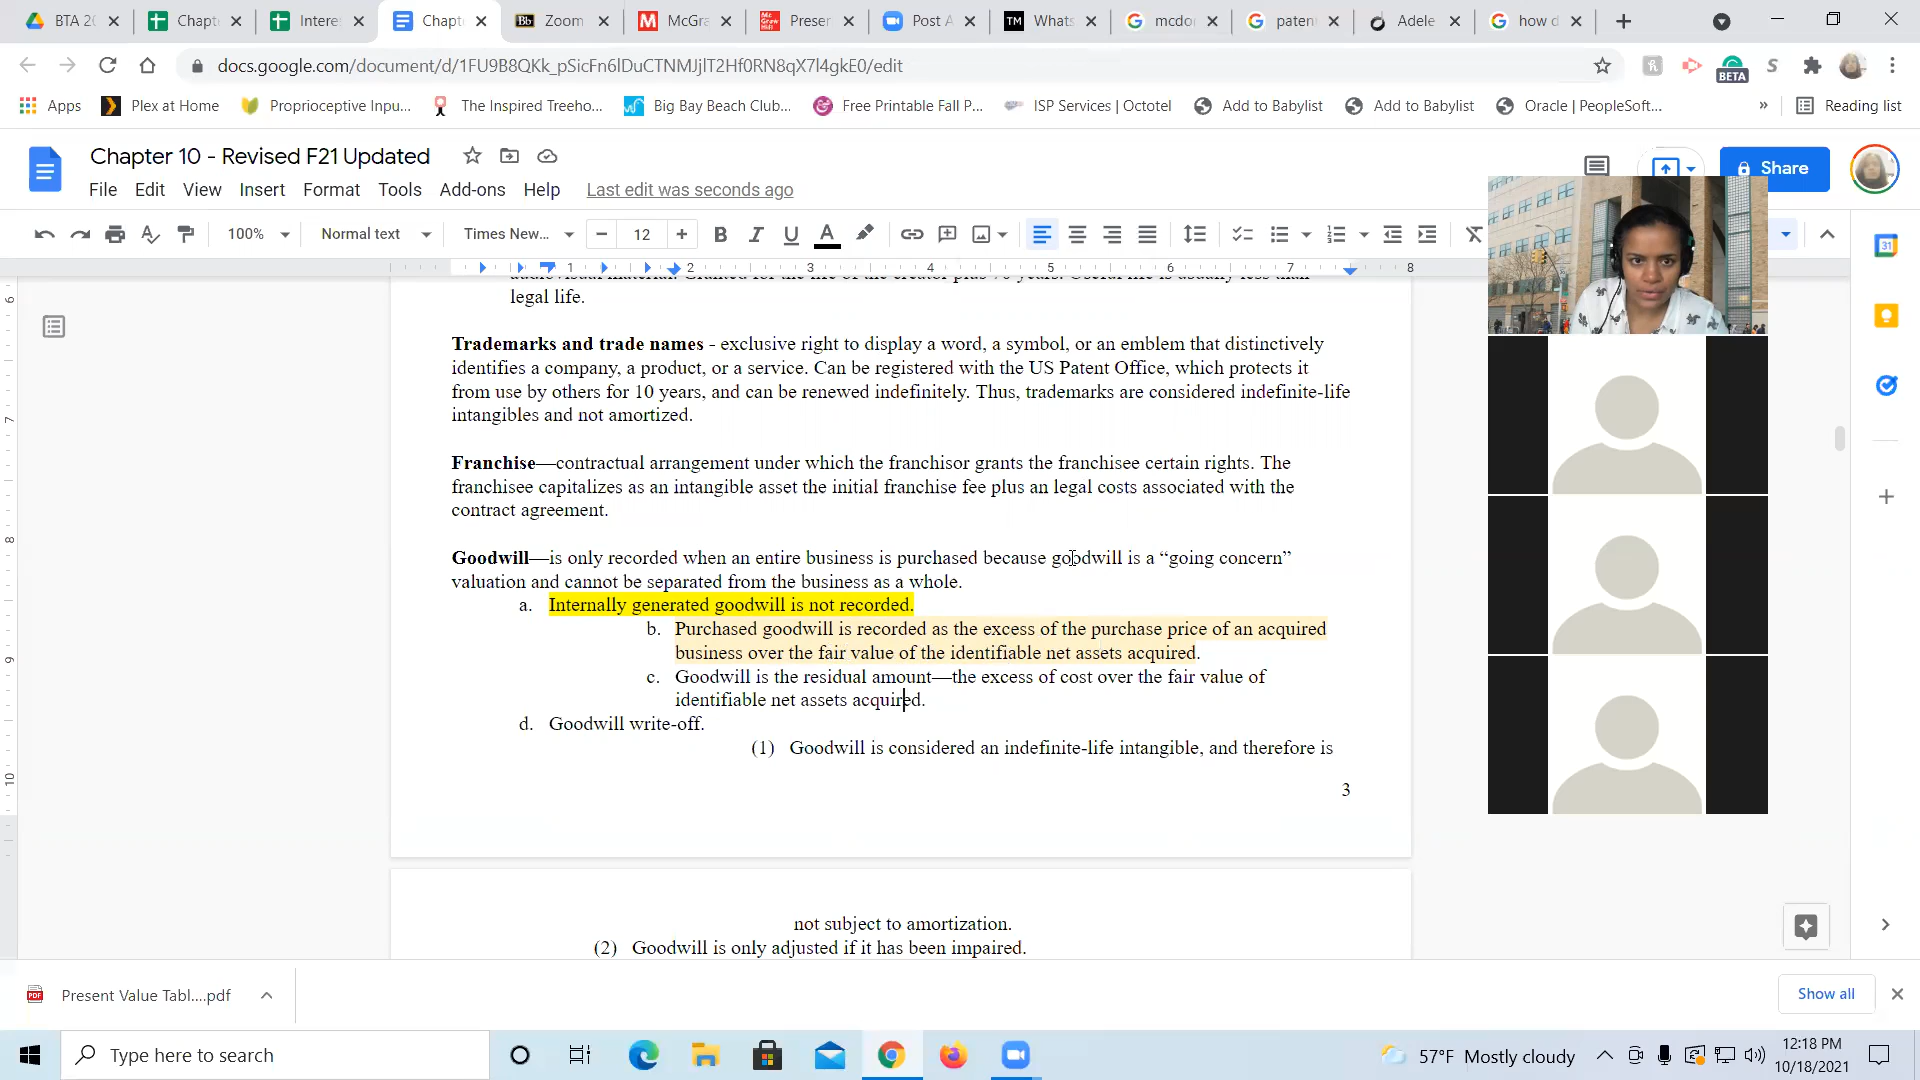 BTA 20
Chapt
Intere
Chapt
Zoom
McGra
Presen
Post A
Whats
mcdo
paten
Adele
how d
docs.google.com/document/d/1FU9B8QKk_pSicFn6lDuCTNMJjlT2Hf0RN8qX7l4gkE0/edit
BETA
Apps
Plex at Home
Proprioceptive Inpu...
The Inspired Treeho...
Big Bay Beach Club...
Free Printable Fall P...
ISP Services | Octotel
Add to Babylist
Add to Babylist
Oracle | PeopleSoft...
»
Reading list
Chapter 10 - Revised F21 Updated
Share
File Edit View Insert Format Tools Add-ons Help Last edit was seconds ago
100% Normal text Times New... 12
1 2 3 4 5 6 7 8
legal life.
Trademarks and trade names - exclusive right to display a word, a symbol, or an emblem that distinctively
identifies a company, a product, or a service. Can be registered with the US Patent Office, which protects it
from use by others for 10 years, and can be renewed indefinitely. Thus, trademarks are considered indefinite-life
intangibles and not amortized.
Franchise—contractual arrangement under which the franchisor grants the franchisee certain rights. The
franchisee capitalizes as an intangible asset the initial franchise fee plus an legal costs associated with the
contract agreement.
Goodwill—is only recorded when an entire business is purchased because goodwill is a “going concern”
valuation and cannot be separated from the business as a whole.
a. Internally generated goodwill is not recorded.
b. Purchased goodwill is recorded as the excess of the purchase price of an acquired
business over the fair value of the identifiable net assets acquired.
c. Goodwill is the residual amount—the excess of cost over the fair value of
identifiable net assets acquired.
d. Goodwill write-off.
(1) Goodwill is considered an indefinite-life intangible, and therefore is
3
not subject to amortization.
(2) Goodwill is only adjusted if it has been impaired.
Present Value Tabl....pdf
Show all
Type here to search
57°F Mostly cloudy
12:18 PM
10/18/2021